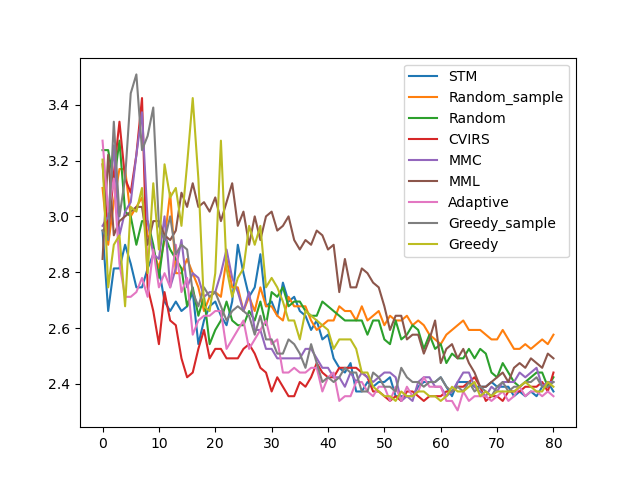 STM
Random_sample
Random
CVIRS
MMC
MML
Adaptive
Greedy_sample
Greedy
3.4
3.2
3.0
2.8
2.6
2.4
0 10 20 30 40 50 60 70 80